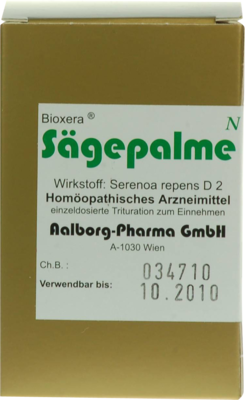 Bioxera ®
N
Sägepalme
Wirkstoff: Serenoa repens D 2
Homöopathisches Arzneimittel
einzeldosierte Trituration zum Einnehmen
Aalborg-Pharma GmbH
A-1030 Wien
Ch.B.: 034710
Verwendbar bis: 10.2010